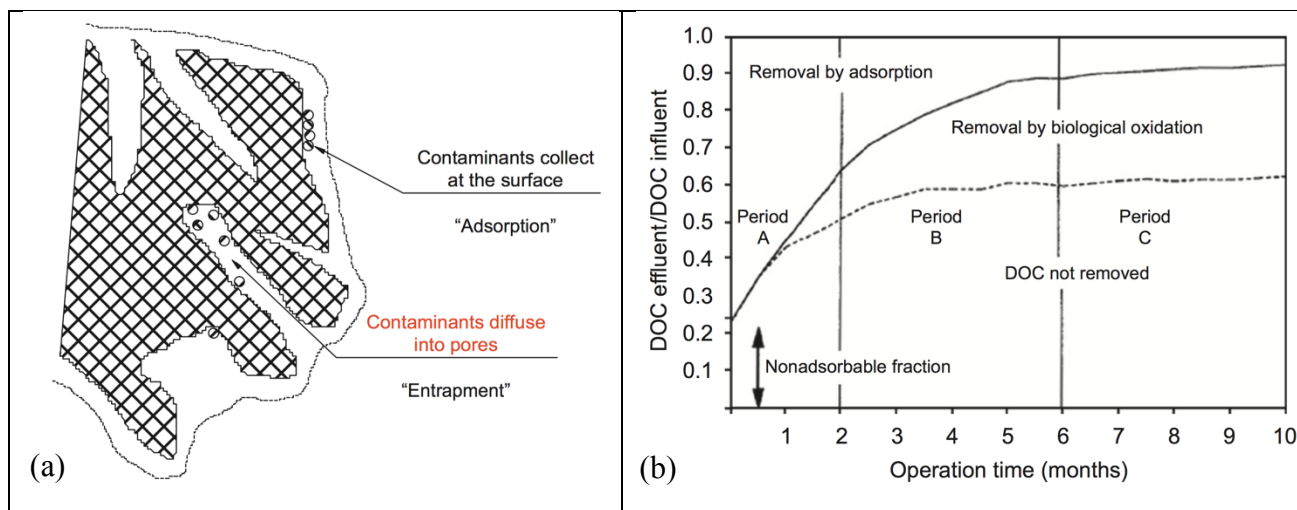 Contaminants collect
at the surface
“Adsorption”
Contaminants diffuse
into pores
“Entrapment”
(a)
1.0
0.9
0.8
0.7
0.6
0.5
0.4
0.3
0.2
0.1
DOC effluent/DOC influent
Removal by adsorption
Removal by biological oxidation
Period
A
Period
B
Period
C
DOC not removed
Nonadsorbable fraction
1 2 3 4 5 6 7 8 9 10
Operation time (months)
(b)